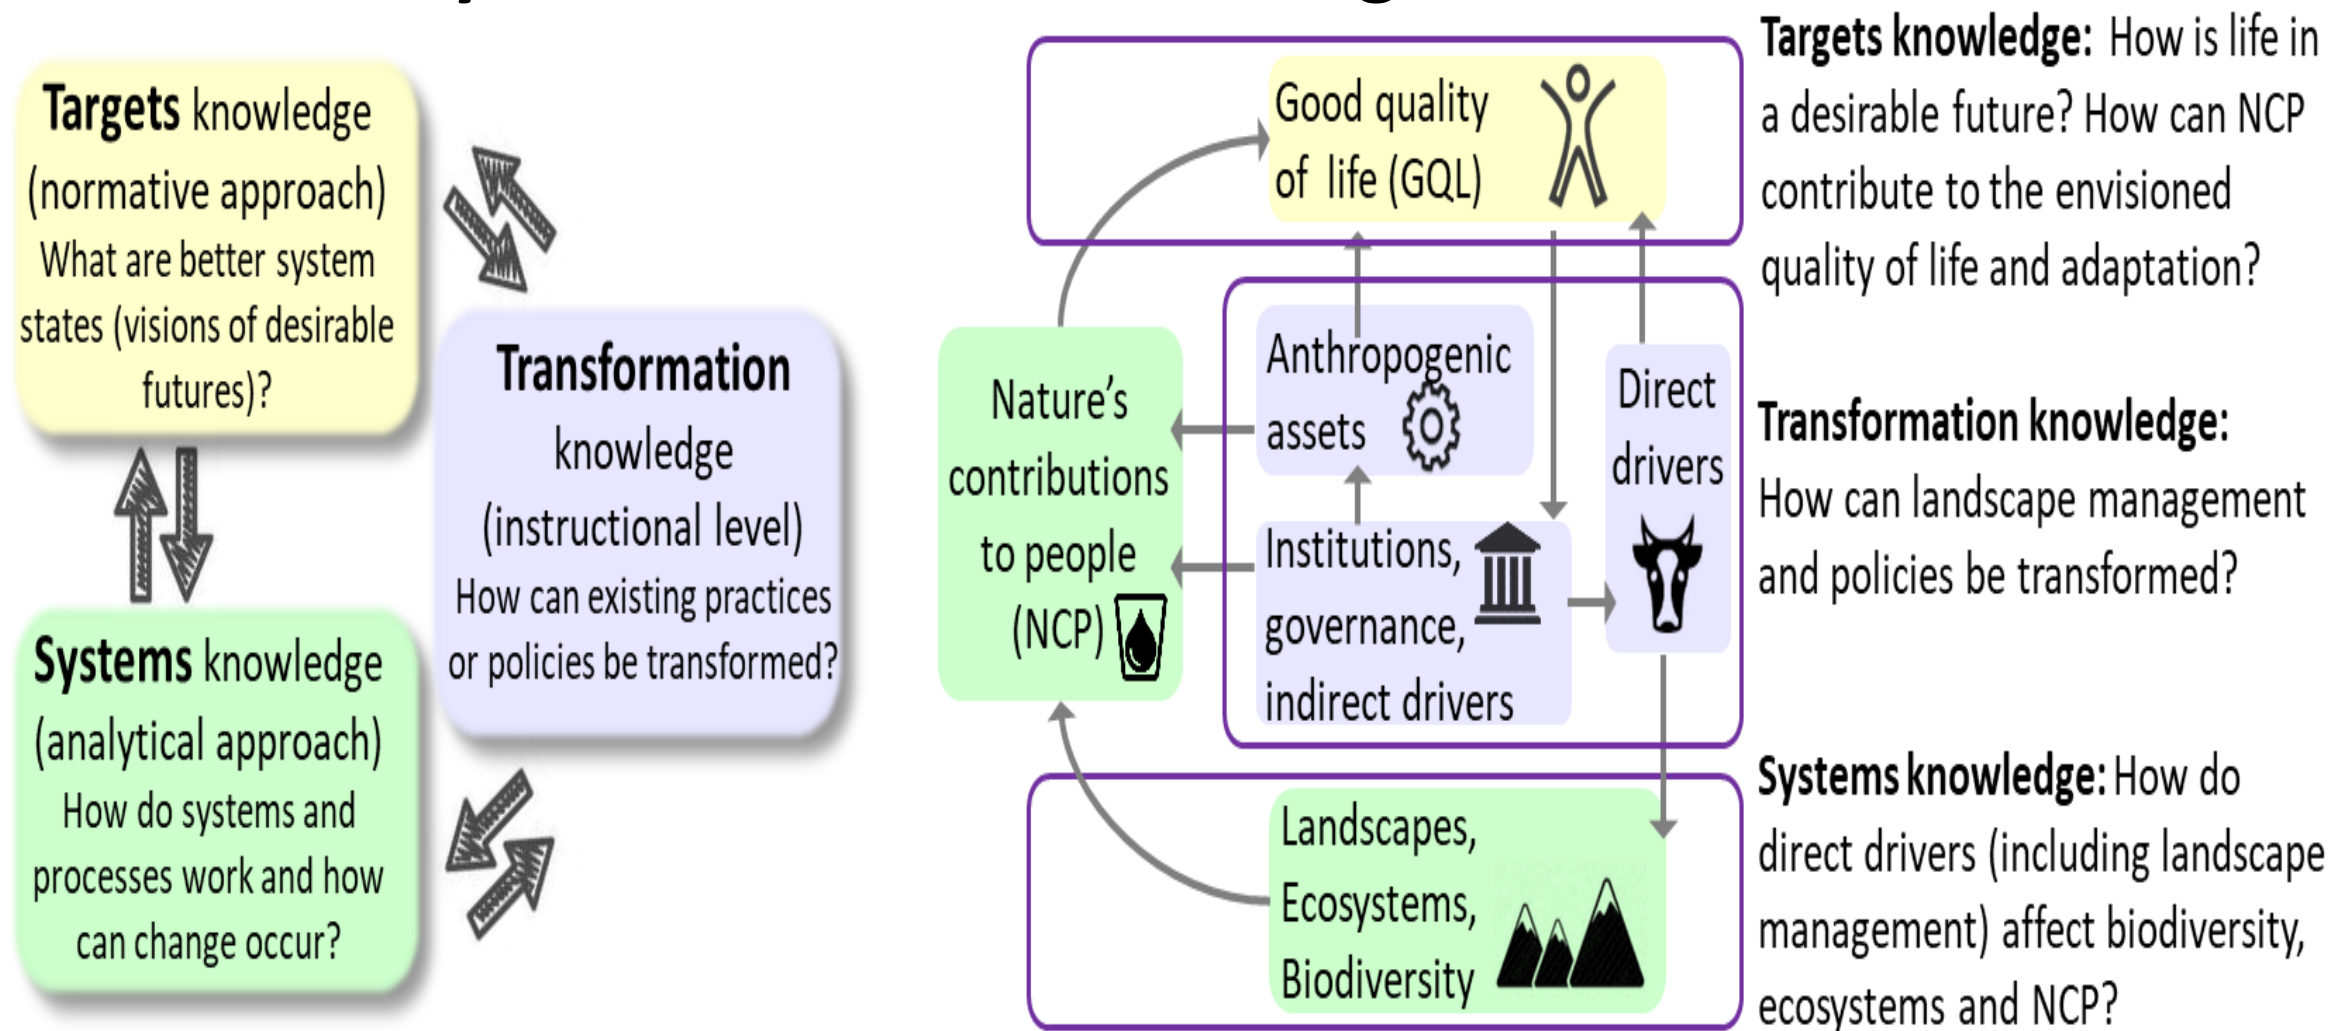 Targets knowledge
(normative approach)
What are better system
states (visions of desirable
futures)?
Transformation
knowledge
(instructional level)
How can existing practices
or policies be transformed?
Systems knowledge
(analytical approach)
How do systems and
processes work and how
can change occur?
Good quality
of life (GQL)
Nature’s
contributions
to people
(NCP)
Anthropogenic
assets
Institutions,
governance,
indirect drivers
Direct
drivers
Landscapes,
Ecosystems,
Biodiversity
Targets knowledge: How is life in
a desirable future? How can NCP
contribute to the envisioned
quality of life and adaptation?
Transformation knowledge:
How can landscape management
and policies be transformed?
Systems knowledge: How do
direct drivers (including landscape
management) affect biodiversity,
ecosystems and NCP?